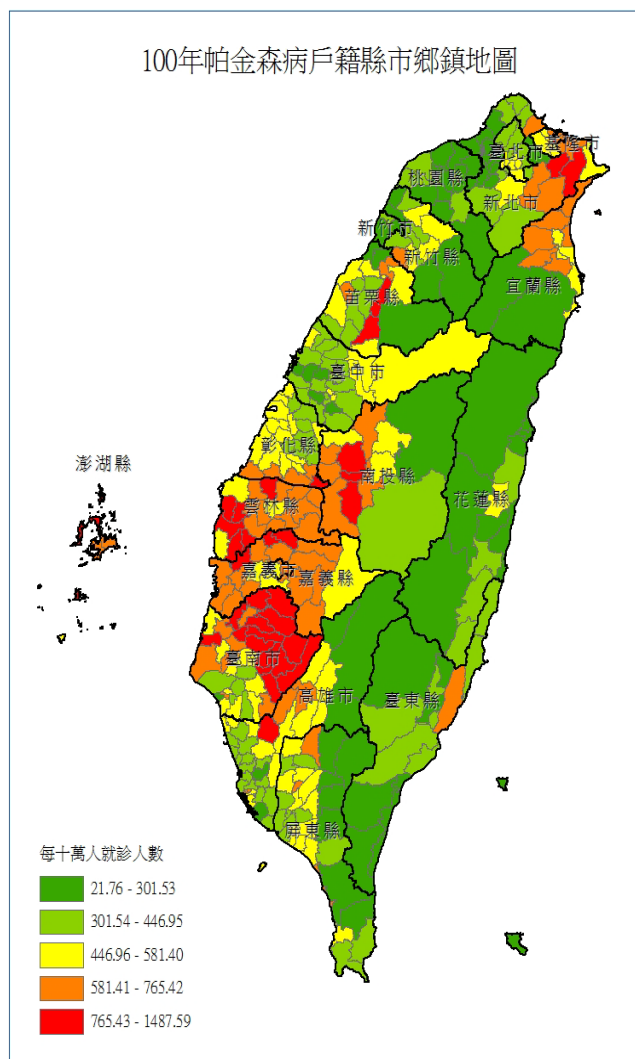 100年帕金森病戶籍縣市鄉鎮地圖
基隆市
臺北市
桃園縣
新北市
新竹市
新竹縣
宜蘭縣
苗栗縣
臺中市
彰化縣
南投縣
澎湖縣
花蓮縣
雲林縣
嘉義市
嘉義縣
臺南市
高雄市
臺東縣
屏東縣
每十萬人就診人數
21.76 - 301.53
301.54 - 446.95
446.96 - 581.40
581.41 - 765.42
765.43 - 1487.59